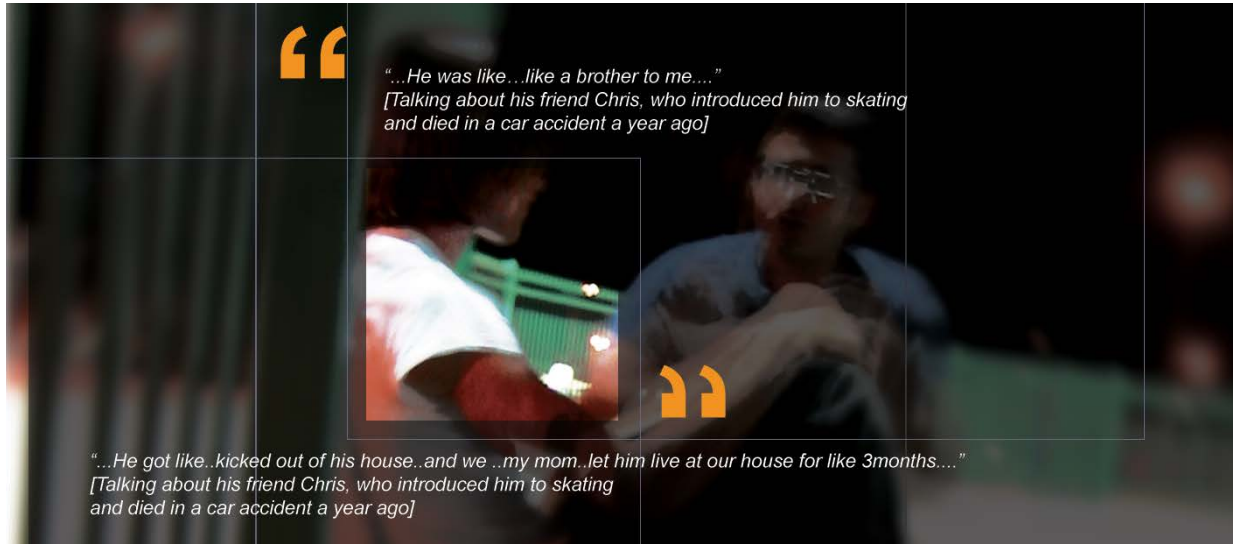 “...He was like…like a brother to me....”
[Talking about his friend Chris, who introduced him to skating
and died in a car accident a year ago]
“...He got like..kicked out of his house..and we ..my mom..let him live at our house for like 3months....”
[Talking about his friend Chris, who introduced him to skating
and died in a car accident a year ago]